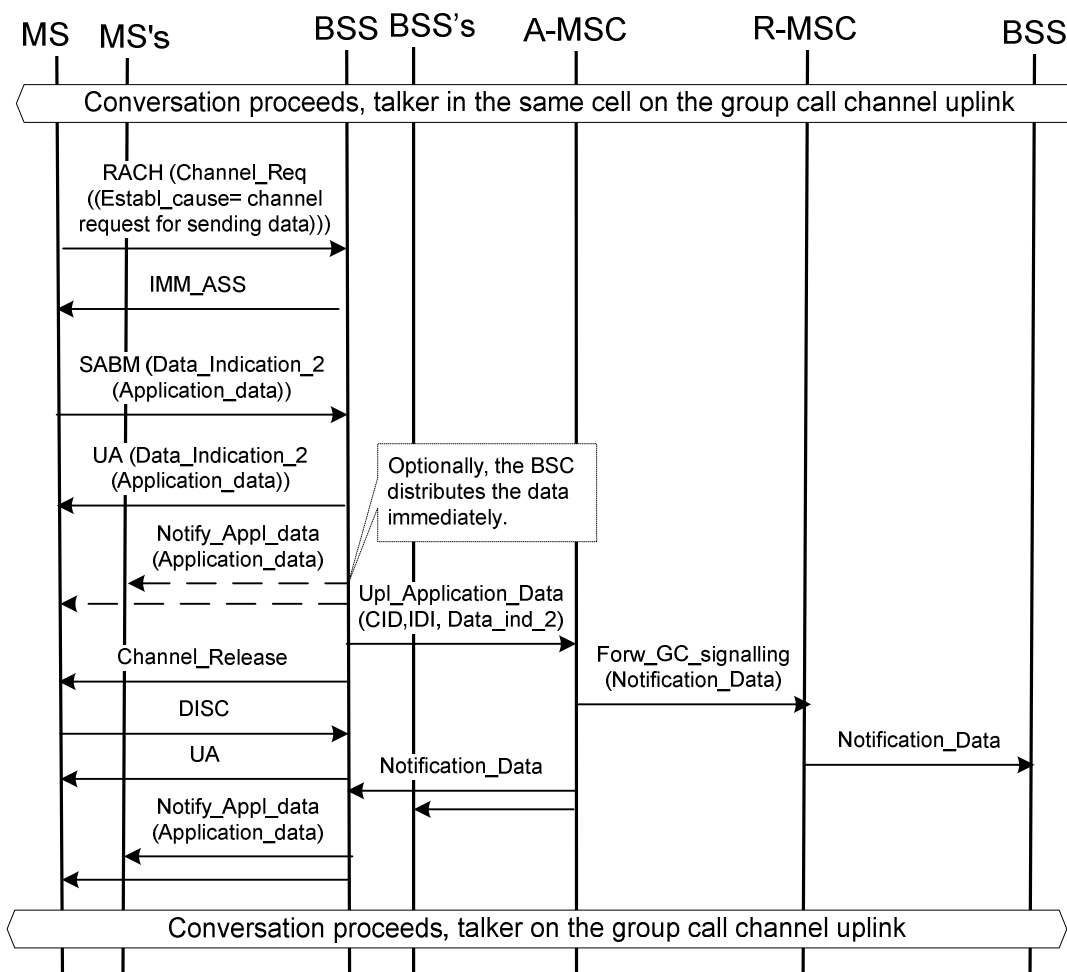 MS MS's BSS BSS's A-MSC R-MSC BSS
Conversation proceeds, talker in the same cell on the group call channel uplink
RACH (Channel_Req
((Establ_cause= channel
request for sending data)))
IMM_ASS
SABM (Data_Indication_2
(Application_data))
UA (Data_Indication_2
(Application_data))
Optionally, the BSC
distributes the data
immediately.
Notify_Appl_data
(Application_data)
Upl_Application_Data
(CID,IDI, Data_ind_2)
Channel_Release
Forw_GC_signalling
(Notification_Data)
DISC
Notification_Data
UA
Notification_Data
Notify_Appl_data
(Application_data)
Conversation proceeds, talker on the group call channel uplink